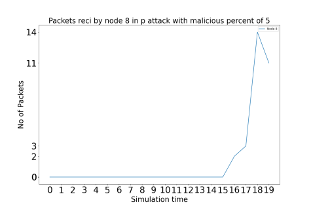 Packets reci by node 8 in p attack with malicious percent of 5
Node 8
14
11
3
2
0
No of Packets
0 1 2 3 4 5 6 7 8 9 10 11 12 13 14 15 16 17 18 19
Simulation time